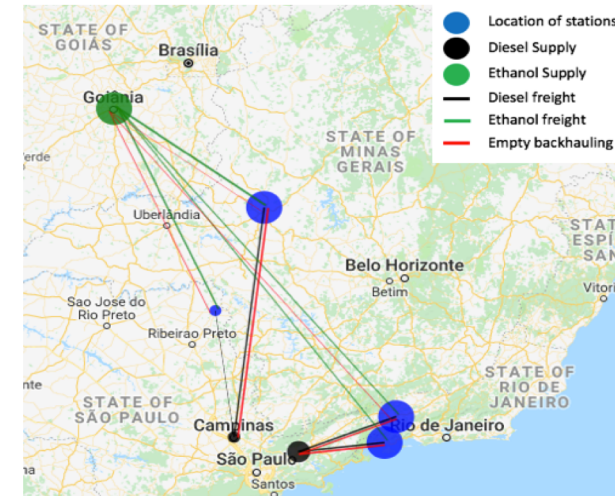 STATE OF
GOIÁS
Brasília
Goiânia
Location of stations
Diesel Supply
Ethanol Supply
Diesel freight
Ethanol freight
Empty backhauling
erde
STATE OF
MINAS
GERAIS
Uberlândia
STAT
ESPÍ
SAN
Belo Horizonte
Betim
Vitori
Sao Jose do
Rio Preto
Ribeirao Preto
nte
STATE OF
SÃO PAULO
STATE OF
RIO DE
JANEIRO
Campinas
Rio de Janeiro
São Paulo
Santos
na